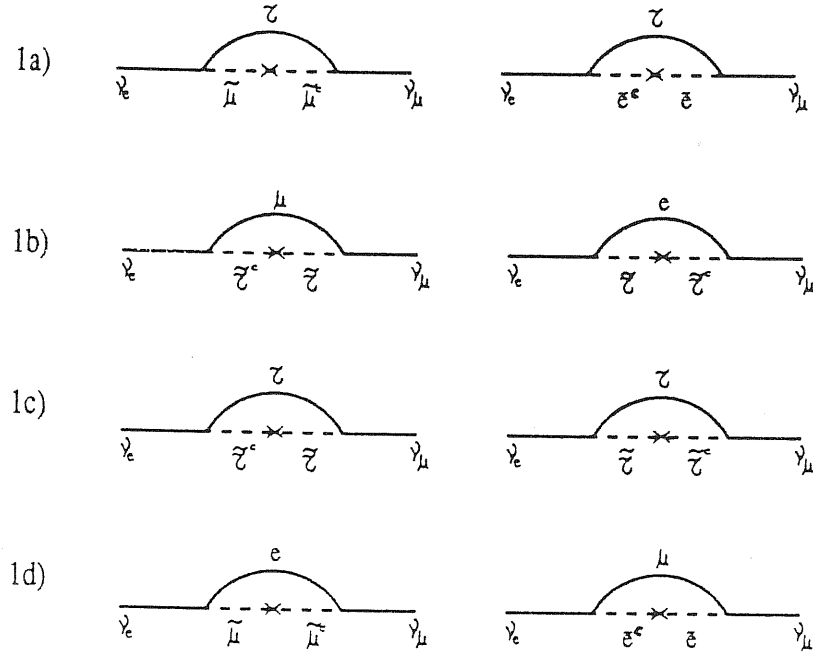 τ τ
1a)
ν_e μ̃ μ̃^c ν_μ ν_e ẽ^c ẽ ν_μ
μ e
1b)
ν_e τ̃^c τ̃ ν_μ ν_e τ̃ τ̃^c ν_μ
τ τ
1c)
ν_e τ̃^c τ̃ ν_μ ν_e τ̃ τ̃^c ν_μ
e μ
1d)
ν_e μ̃ μ̃^c ν_μ ν_e ẽ^c ẽ ν_μ